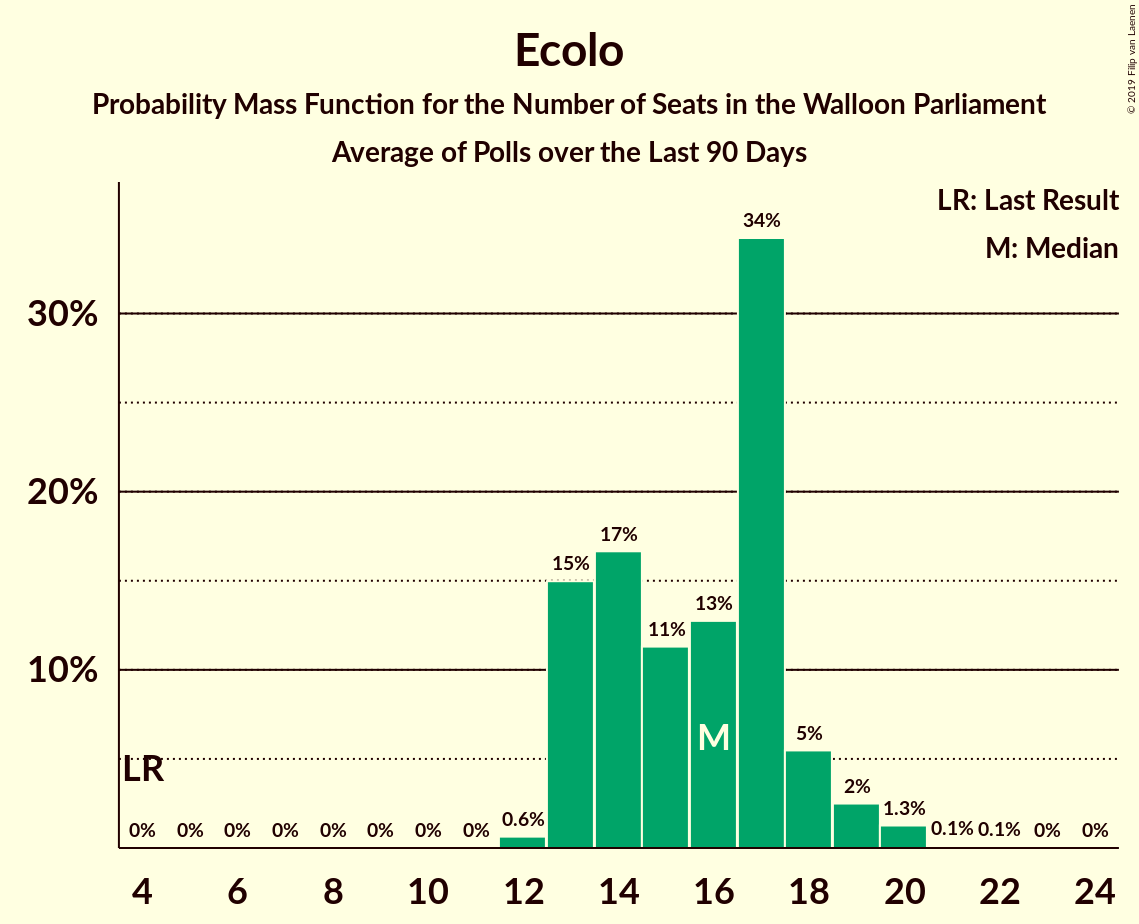 Ecolo
Probability Mass Function for the Number of Seats in the Walloon Parliament
Average of Polls over the Last 90 Days
© 2019 Filip van Laenen
LR: Last Result
M: Median
34%
30%
20%
17%
15%
13%
11%
10%
M
5%
LR
2%
1.3%
0.6%
0% 0% 0% 0% 0% 0% 0% 0% 0.1% 0.1% 0% 0%
4 6 8 10 12 14 16 18 20 22 24